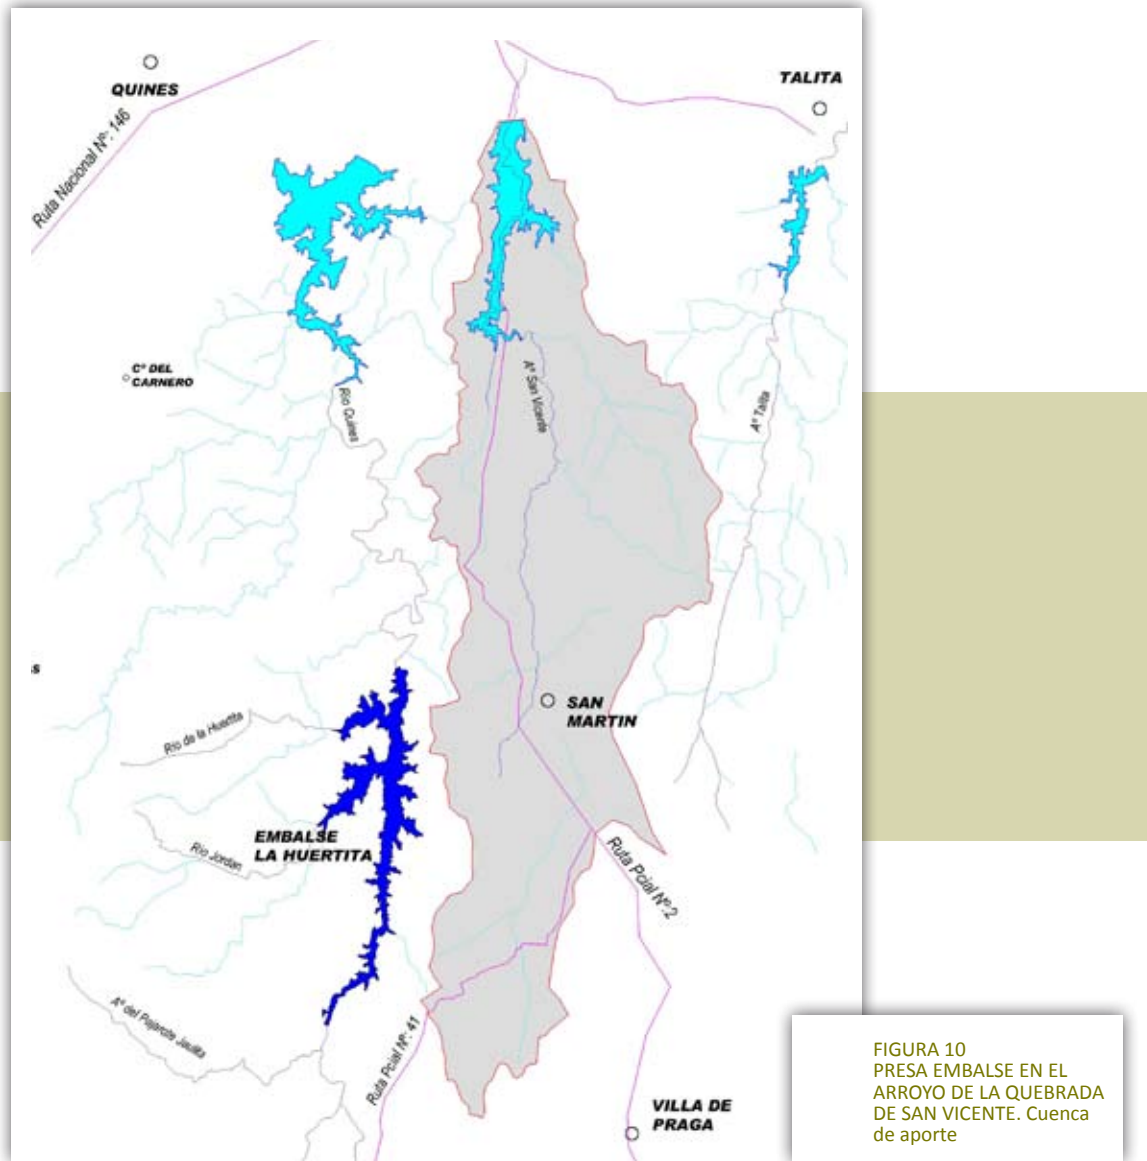 QUINES
TALITA
Ruta Nacional Nº: 146
Cº DEL
CARNERO
Río Quines
Aº San Vicente
Aº Talita
ss
SAN
MARTIN
Río de la Huertita
EMBALSE
LA HUERTITA
Río Jordan
Ruta Pcial Nº:2
Aº del Pajarote Jaulita
Ruta Pcial Nº: 41
VILLA DE
PRAGA
FIGURA 10
PRESA EMBALSE EN EL
ARROYO DE LA QUEBRADA
DE SAN VICENTE. Cuenca
de aporte